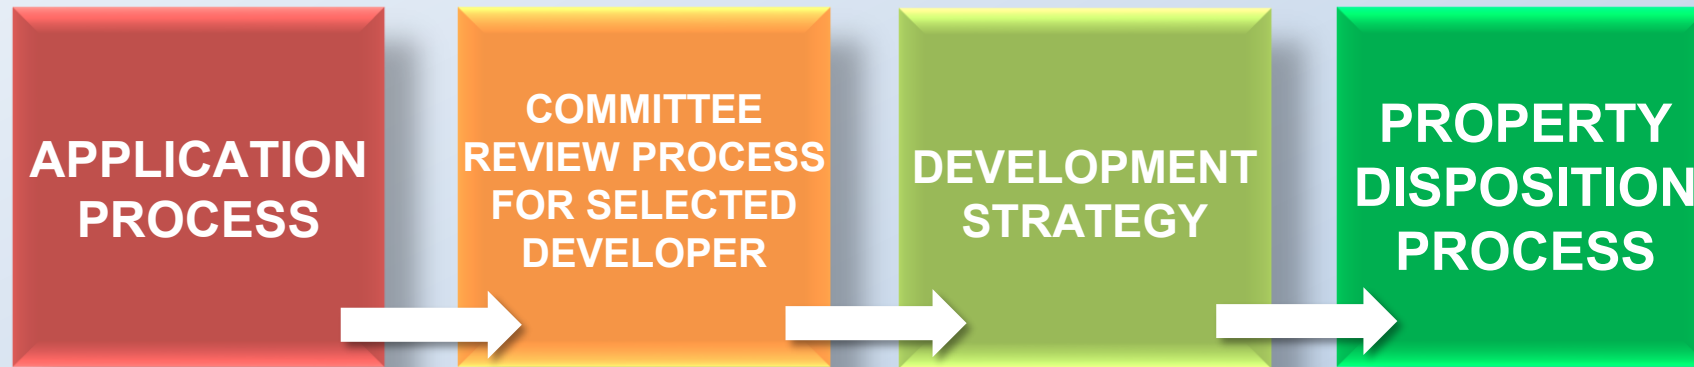 APPLICATION
PROCESS
COMMITTEE
REVIEW PROCESS
FOR SELECTED
DEVELOPER
DEVELOPMENT
STRATEGY
PROPERTY
DISPOSITION
PROCESS